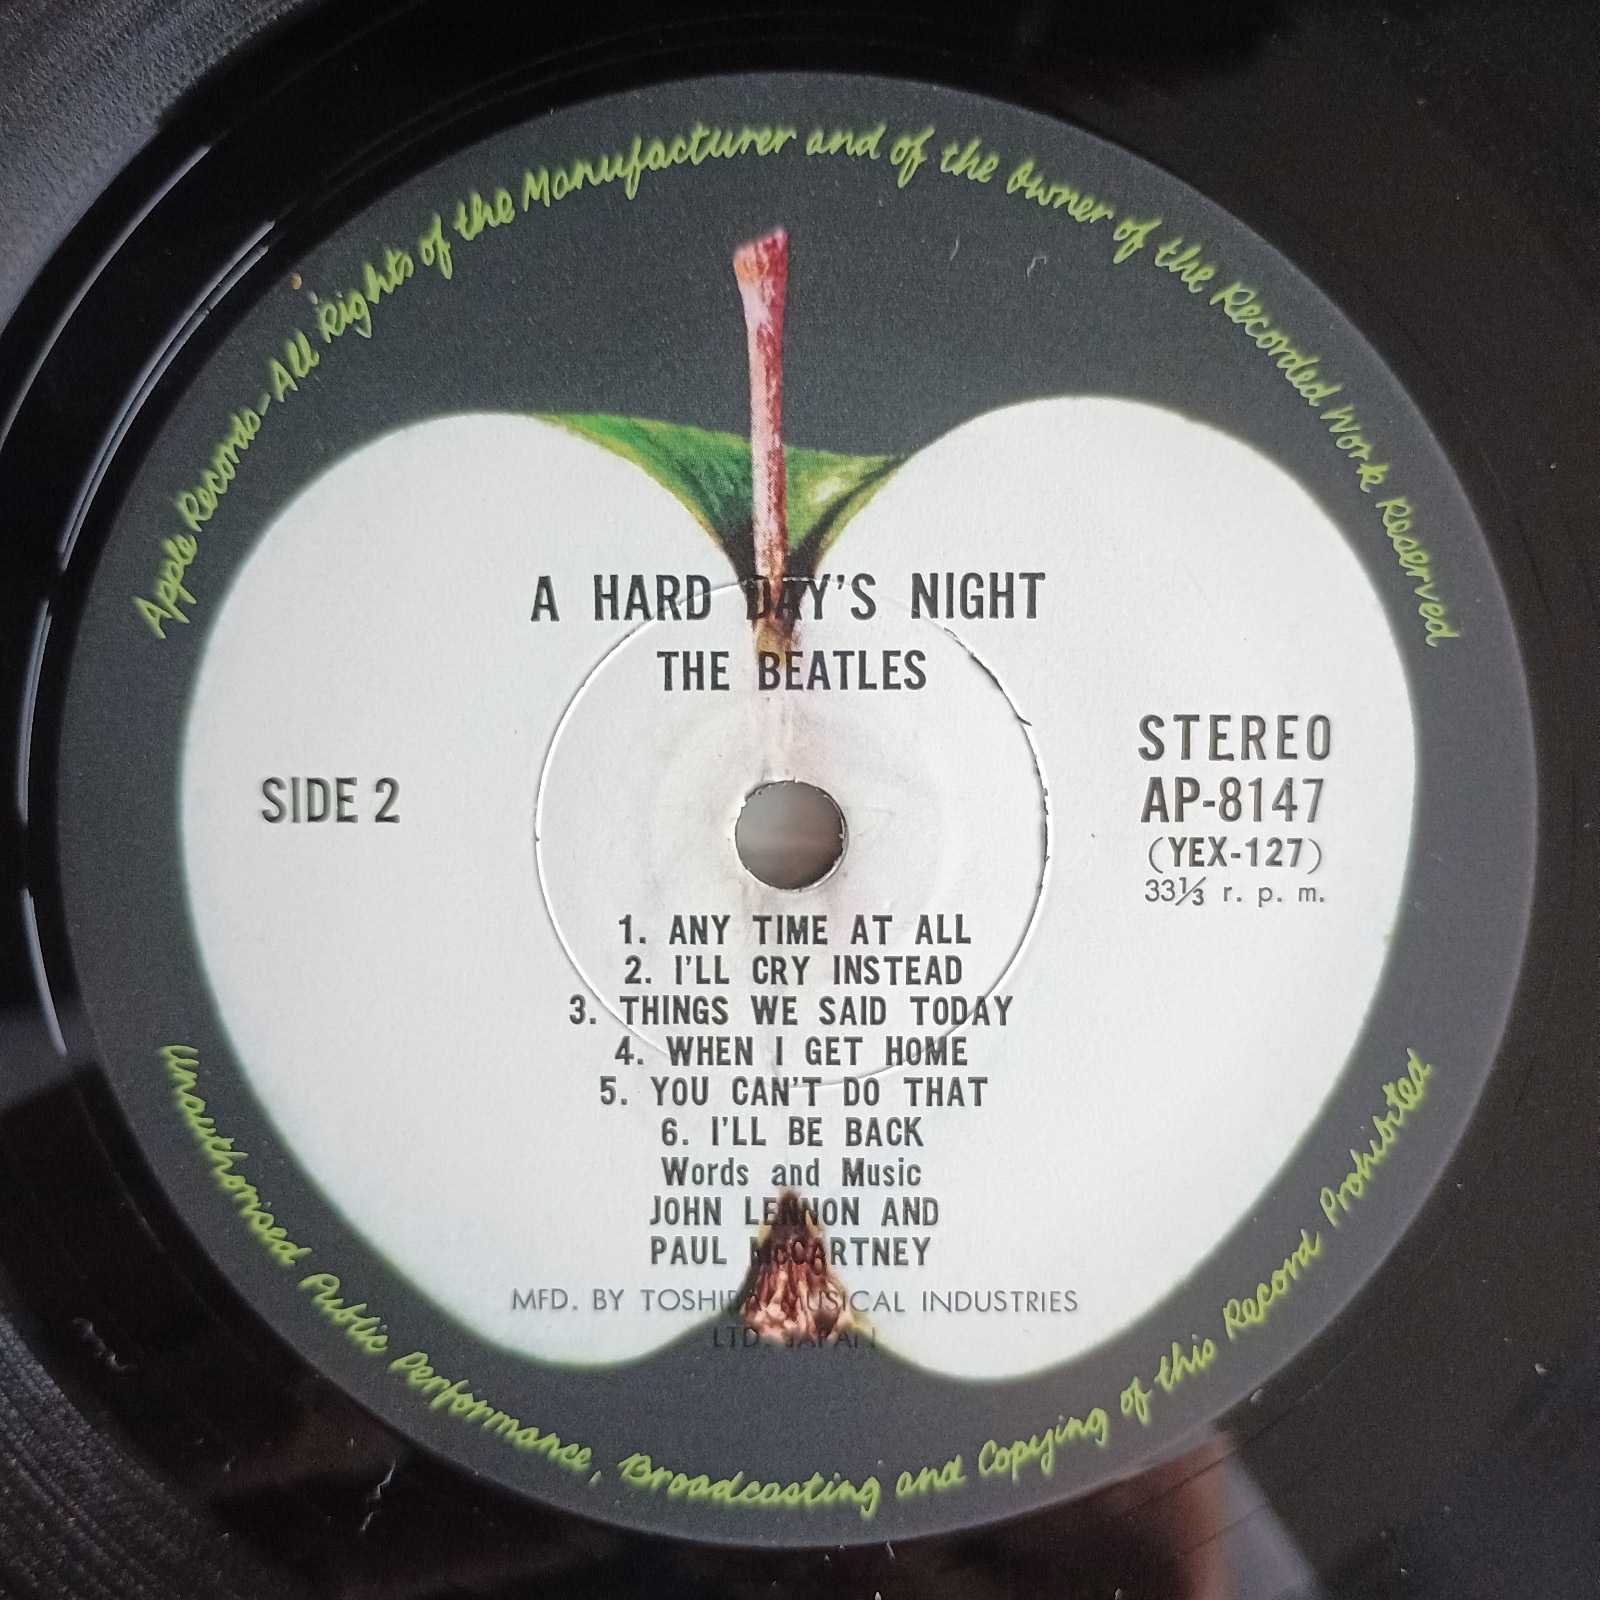 Apple Records-All Rights of the Manufacturer and of the Owner of the Recorded Work Reserved
A HARD DAY'S NIGHT
THE BEATLES
SIDE 2
STEREO
AP-8147
(YEX-127)
33⅓ r. p. m.
1. ANY TIME AT ALL
2. I'LL CRY INSTEAD
3. THINGS WE SAID TODAY
4. WHEN I GET HOME
5. YOU CAN'T DO THAT
6. I'LL BE BACK
Words and Music
JOHN LENNON AND
PAUL McCARTNEY
MFD. BY TOSHIBA MUSICAL INDUSTRIES
LTD. JAPAN
Unauthorised Public Performance, Broadcasting and Copying of this Record Prohibited